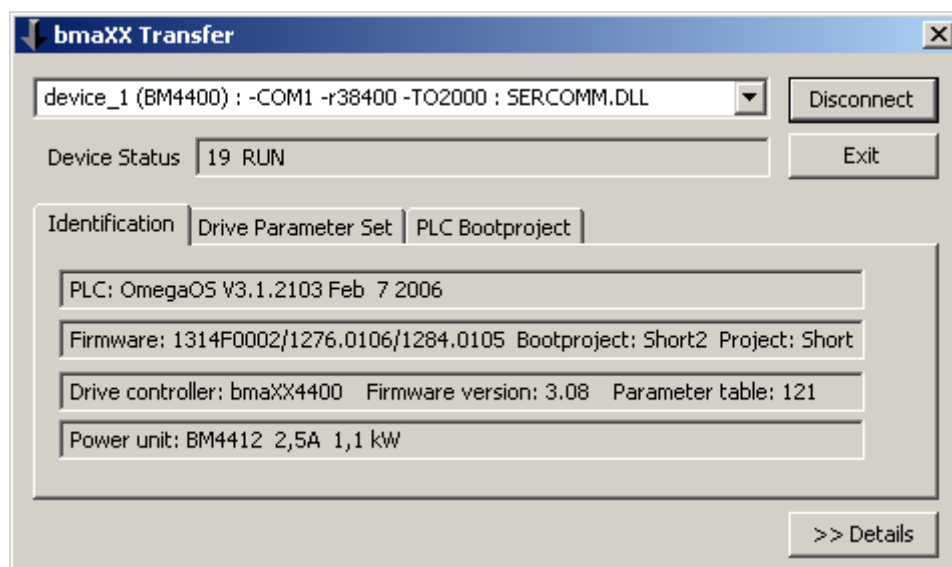 bmaXX Transfer
device_1 (BM4400) : -COM1 -r38400 -TO2000 : SERCOMM.DLL
Disconnect
Device Status
19 RUN
Exit
Identification
Drive Parameter Set
PLC Bootproject
PLC: OmegaOS V3.1.2103 Feb 7 2006
Firmware: 1314F0002/1276.0106/1284.0105 Bootproject: Short2 Project: Short
Drive controller: bmaXX4400 Firmware version: 3.08 Parameter table: 121
Power unit: BM4412 2,5A 1,1 kW
>> Details